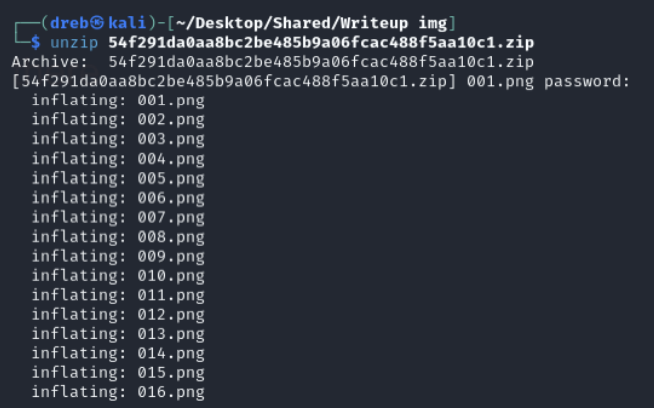 ┌──(dreb㉿kali)-[~/Desktop/Shared/Writeup img]
└─$ unzip 54f291da0aa8bc2be485b9a06fcac488f5aa10c1.zip
Archive:  54f291da0aa8bc2be485b9a06fcac488f5aa10c1.zip
[54f291da0aa8bc2be485b9a06fcac488f5aa10c1.zip] 001.png password:
  inflating: 001.png
  inflating: 002.png
  inflating: 003.png
  inflating: 004.png
  inflating: 005.png
  inflating: 006.png
  inflating: 007.png
  inflating: 008.png
  inflating: 009.png
  inflating: 010.png
  inflating: 011.png
  inflating: 012.png
  inflating: 013.png
  inflating: 014.png
  inflating: 015.png
  inflating: 016.png